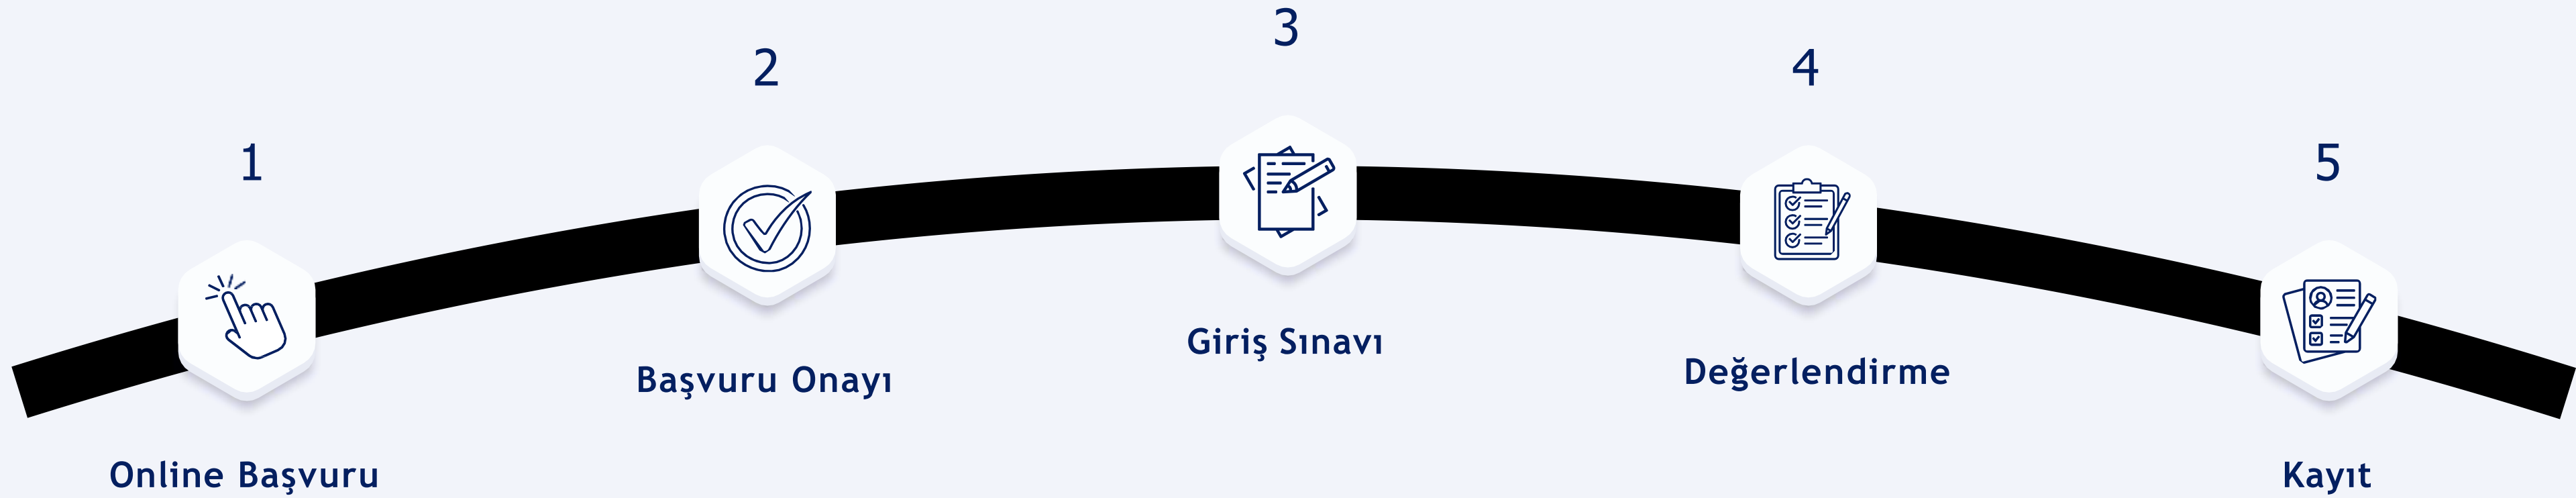 1
Online Başvuru
2
Başvuru Onayı
3
Giriş Sınavı
4
Değerlendirme
5
Kayıt